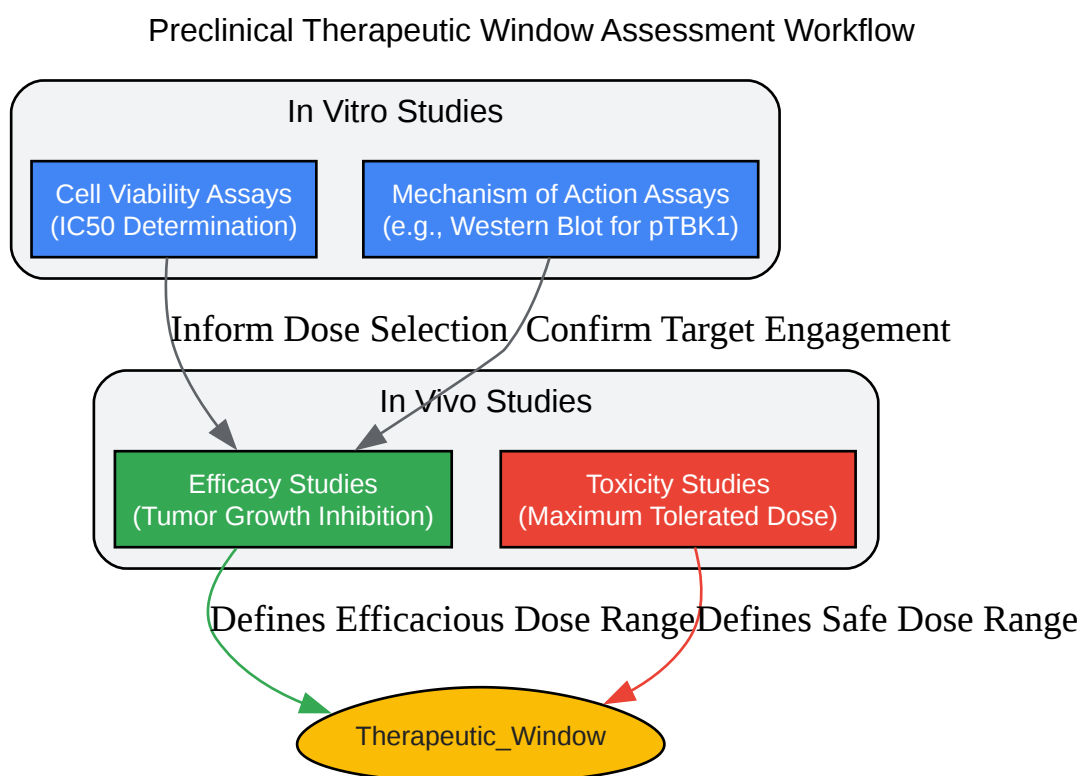 Preclinical Therapeutic Window Assessment Workflow
In Vitro Studies
Cell Viability Assays
(IC50 Determination)
Mechanism of Action Assays
(e.g., Western Blot for pTBK1)
Inform Dose Selection
Confirm Target Engagement
In Vivo Studies
Efficacy Studies
(Tumor Growth Inhibition)
Toxicity Studies
(Maximum Tolerated Dose)
Defines Efficacious Dose Range
Defines Safe Dose Range
Therapeutic_Window